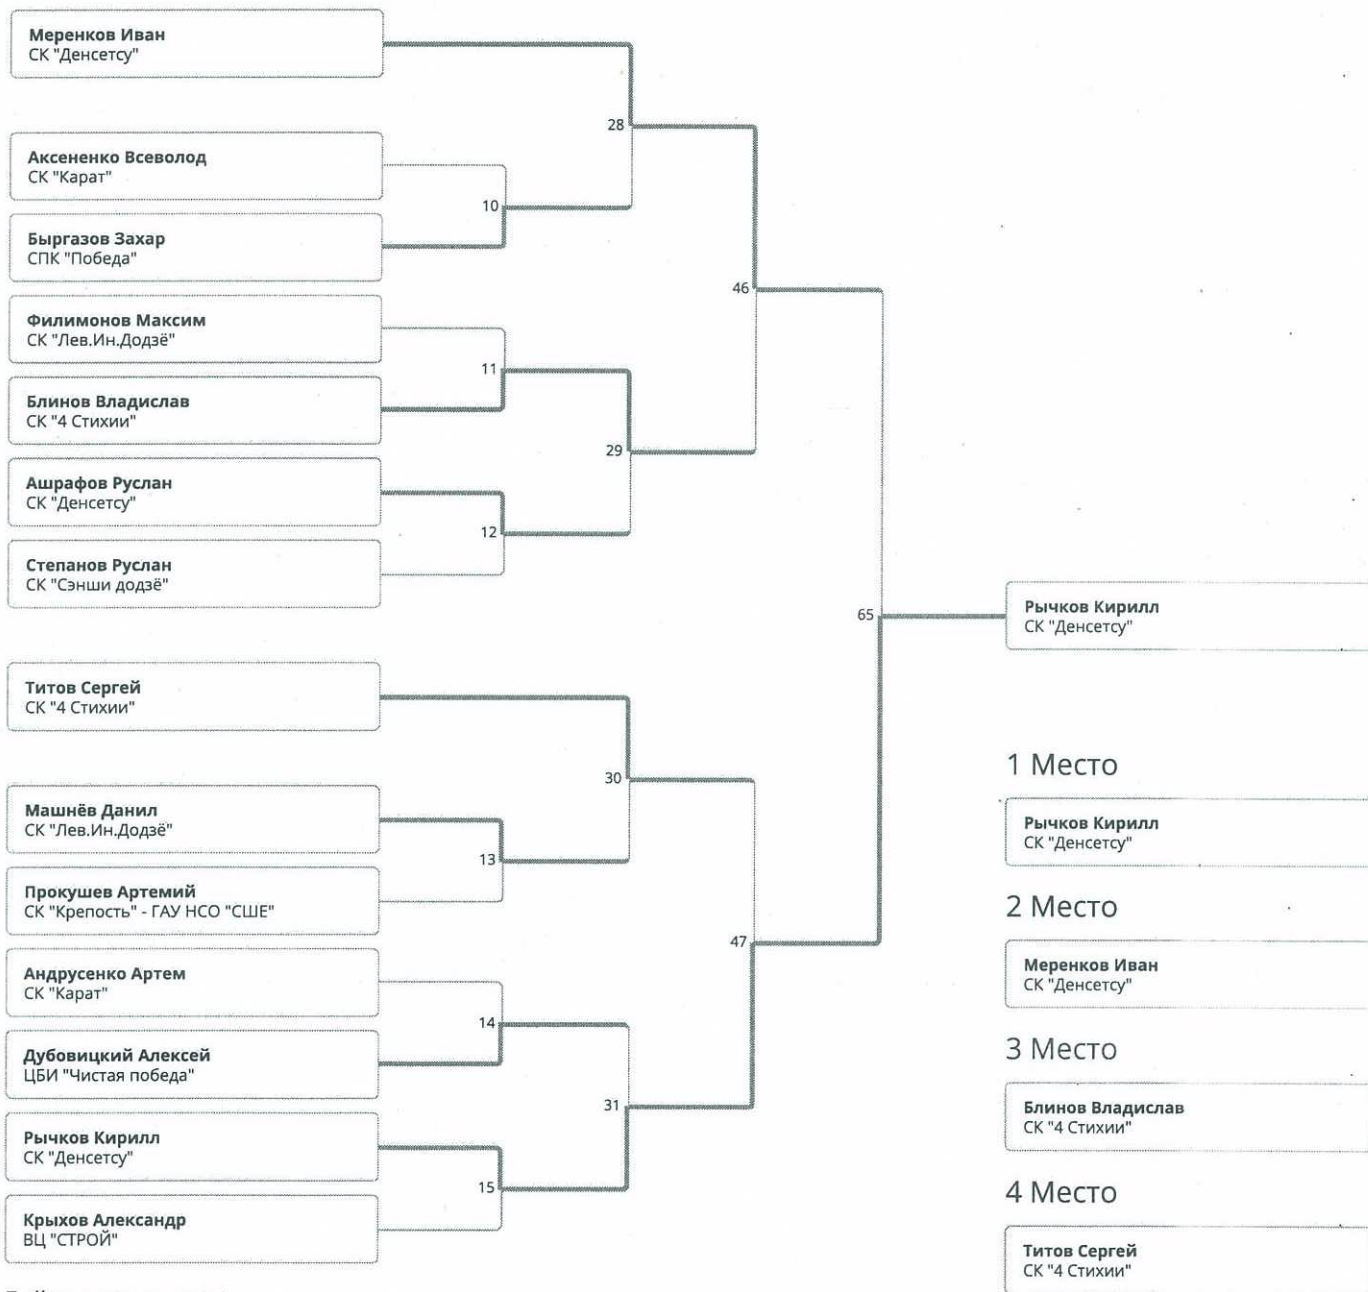 Меренков Иван
СК "Денсетсу"
28
Аксененко Всеволод
СК "Карат"
10
Быргазов Захар
СПК "Победа"
46
Филимонов Максим
СК "Лев.Ин.Додзё"
11
Блинов Владислав
СК "4 Стихии"
29
Ашрафов Руслан
СК "Денсетсу"
12
Степанов Руслан
СК "Сэнши додзё"
65
Рычков Кирилл
СК "Денсетсу"
Титов Сергей
СК "4 Стихии"
30
Машнёв Данил
СК "Лев.Ин.Додзё"
13
Прокушев Артемий
СК "Крепость" - ГАУ НСО "СШЕ"
47
Андрусенко Артем
СК "Карат"
14
Дубовицкий Алексей
ЦБИ "Чистая победа"
31
Рычков Кирилл
СК "Денсетсу"
15
Крыхов Александр
ВЦ "СТРОЙ"
1 Место
Рычков Кирилл
СК "Денсетсу"
2 Место
Меренков Иван
СК "Денсетсу"
3 Место
Блинов Владислав
СК "4 Стихии"
4 Место
Титов Сергей
СК "4 Стихии"